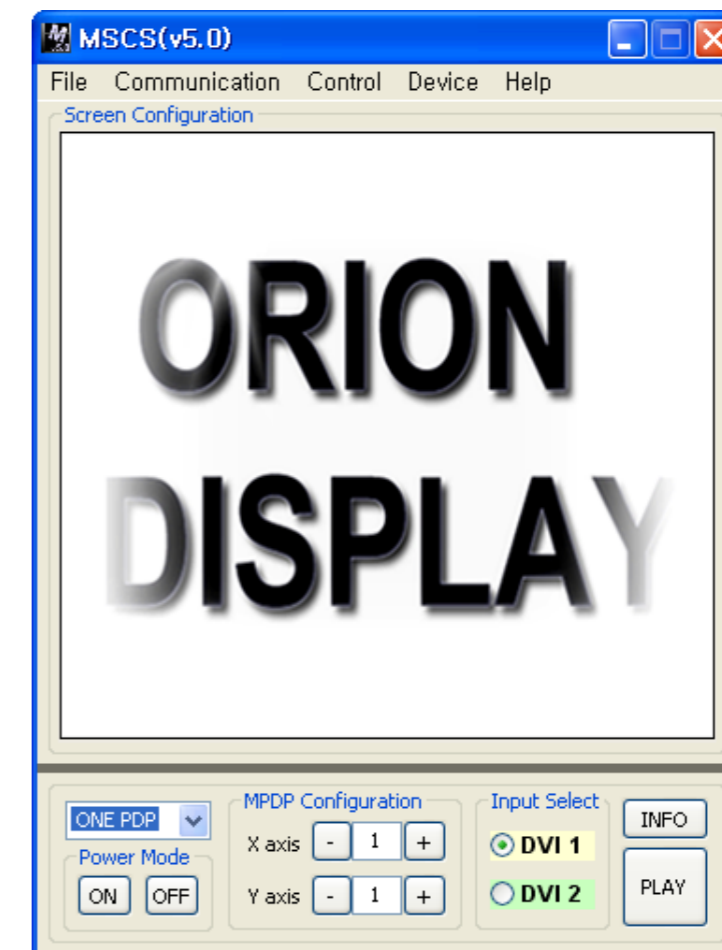 MSCS(v5.0)
File Communication Control Device Help
Screen Configuration
ORION
DISPLAY
ONE PDP
Power Mode
ON OFF
MPDP Configuration
X axis - 1 +
Y axis - 1 +
Input Select
DVI 1
DVI 2
INFO
PLAY